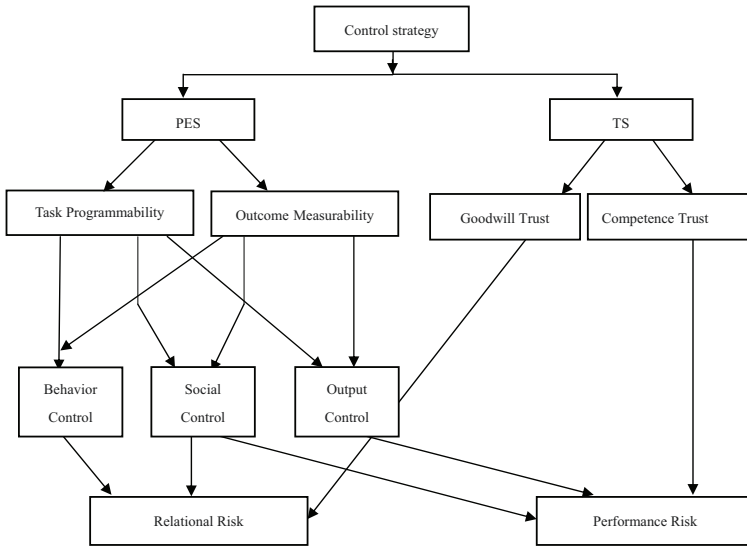 Control strategy
PES
TS
Task Programmability
Outcome Measurability
Goodwill Trust
Competence Trust
Behavior
Control
Social
Control
Output
Control
Relational Risk
Performance Risk